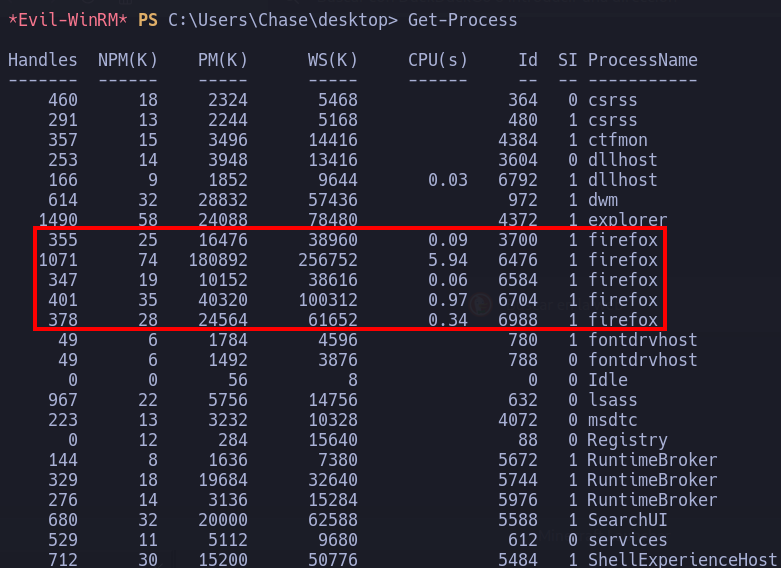 *Evil-WinRM* PS C:\Users\Chase\desktop> Get-Process
Handles NPM(K) PM(K) WS(K) CPU(s) Id SI ProcessName
------- ------ ----- ----- ------ -- -- -----------
460 18 2324 5468 364 0 csrss
291 13 2244 5168 480 1 csrss
357 15 3496 14416 4384 1 ctfmon
253 14 3948 13416 3604 0 dllhost
166 9 1852 9644 0.03 6792 1 dllhost
614 32 28832 57436 972 1 dwm
1490 58 24088 78480 4372 1 explorer
355 25 16476 38960 0.09 3700 1 firefox
1071 74 180892 256752 5.94 6476 1 firefox
347 19 10152 38616 0.06 6584 1 firefox
401 35 40320 100312 0.97 6704 1 firefox
378 28 24564 61652 0.34 6988 1 firefox
49 6 1784 4596 780 1 fontdrvhost
49 6 1492 3876 788 0 fontdrvhost
0 0 56 8 0 0 Idle
967 22 5756 14756 632 0 lsass
223 13 3232 10328 4072 0 msdtc
0 12 284 15640 88 0 Registry
144 8 1636 7380 5672 1 RuntimeBroker
329 18 19684 32640 5744 1 RuntimeBroker
276 14 3136 15284 5976 1 RuntimeBroker
680 32 20000 62588 5588 1 SearchUI
529 11 5112 9680 612 0 services
712 30 15200 50776 5484 1 ShellExperienceHost